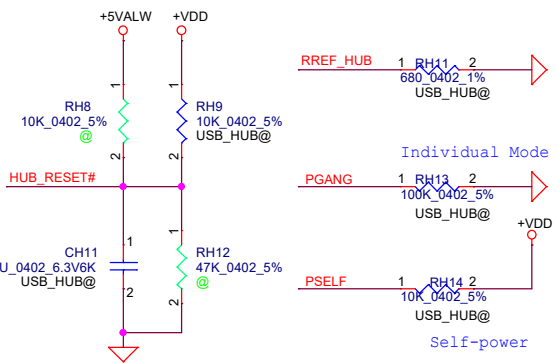 +5VALW
+VDD
1
1
RH8
10K_0402_5%
@
RH9
10K_0402_5%
USB_HUB@
2
2
HUB_RESET#
1
1
CH11
U_0402_6.3V6K
USB_HUB@
RH12
47K_0402_5%
@
2
2
RREF_HUB
1
RH11
2
680_0402_1%
USB_HUB@
Individual Mode
PGANG
1
RH13
2
100K_0402_5%
USB_HUB@
+VDD
PSELF
1
RH14
2
10K_0402_5%
USB_HUB@
Self-power